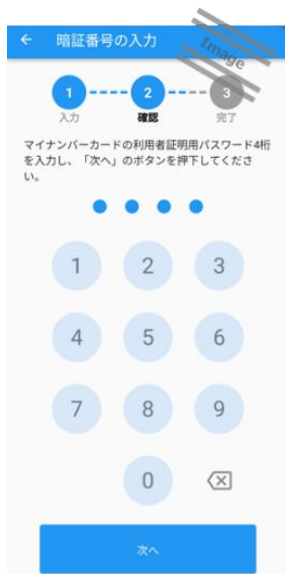 暗証番号の入力
Image
1 2 3
入力 確認 完了
マイナンバーカードの利用者証明用パスワード4桁
を入力し、「次へ」のボタンを押下してくださ
い。
1 2 3
4 5 6
7 8 9
0
次へ